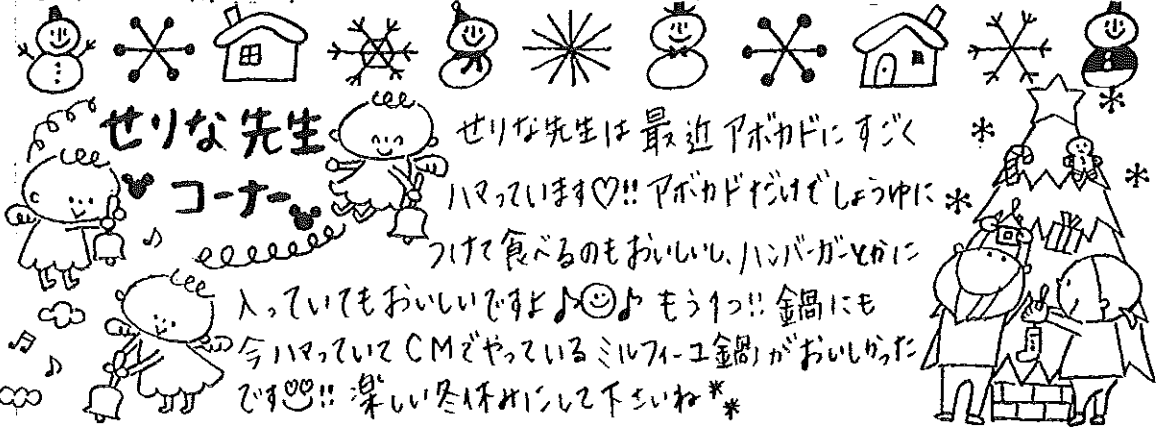 せりな先生
コーナー
せりな先生は最近アボカドにすごく
ハマっています♡!! アボカドだけでしょうゆに
つけて食べるのもおいしいし、ハンバーガーとかに
入っていてもおいしいですよ♪☺♪ もう1つ!! 鍋にも
今ハマっていてCMでやっているミルフィーユ鍋がおいしかった
です!! 楽しい冬休みにして下さいね**